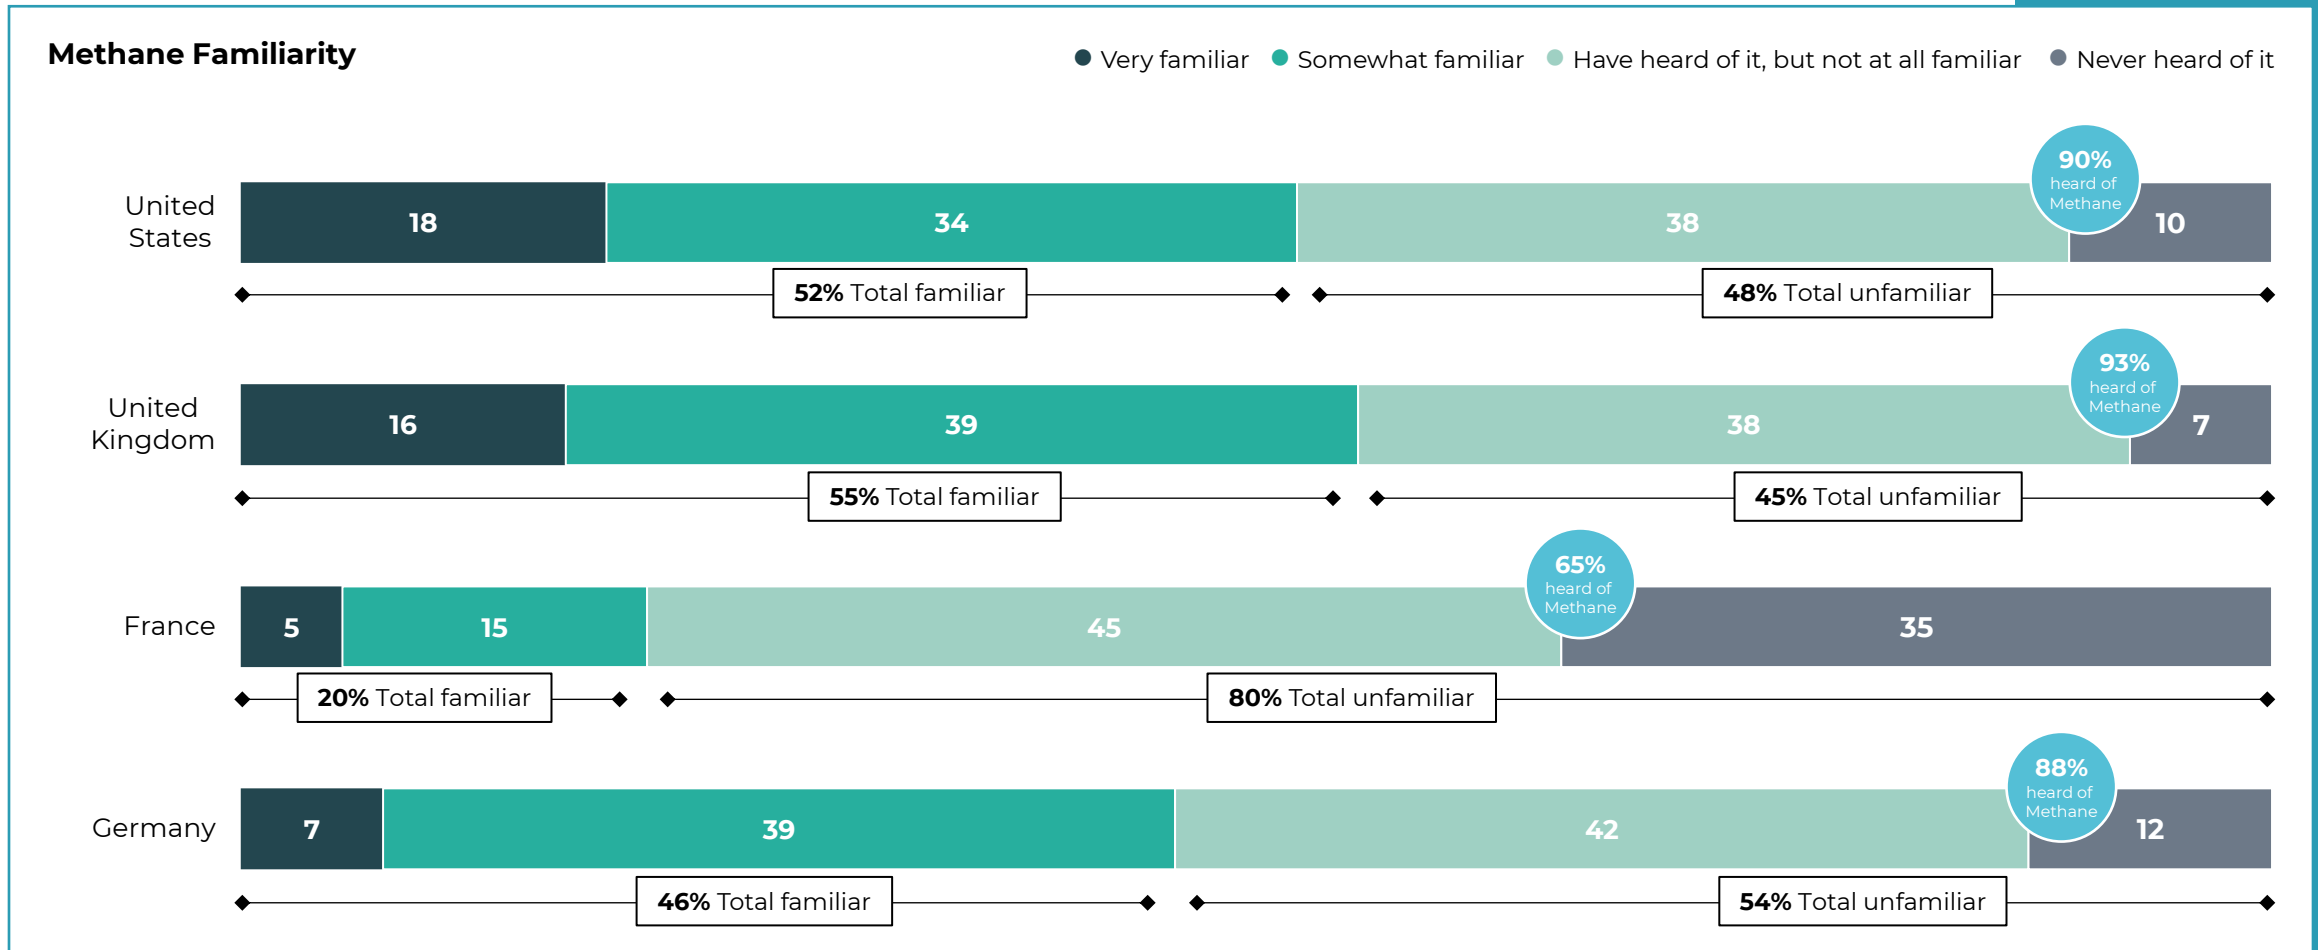 Methane Familiarity
Very familiar
Somewhat familiar
Have heard of it, but not at all familiar
Never heard of it
United
States
18
34
38
90%
heard of
Methane
10
52% Total familiar
48% Total unfamiliar
United
Kingdom
16
39
38
93%
heard of
Methane
7
55% Total familiar
45% Total unfamiliar
France
5
15
45
65%
heard of
Methane
35
20% Total familiar
80% Total unfamiliar
Germany
7
39
42
88%
heard of
Methane
12
46% Total familiar
54% Total unfamiliar